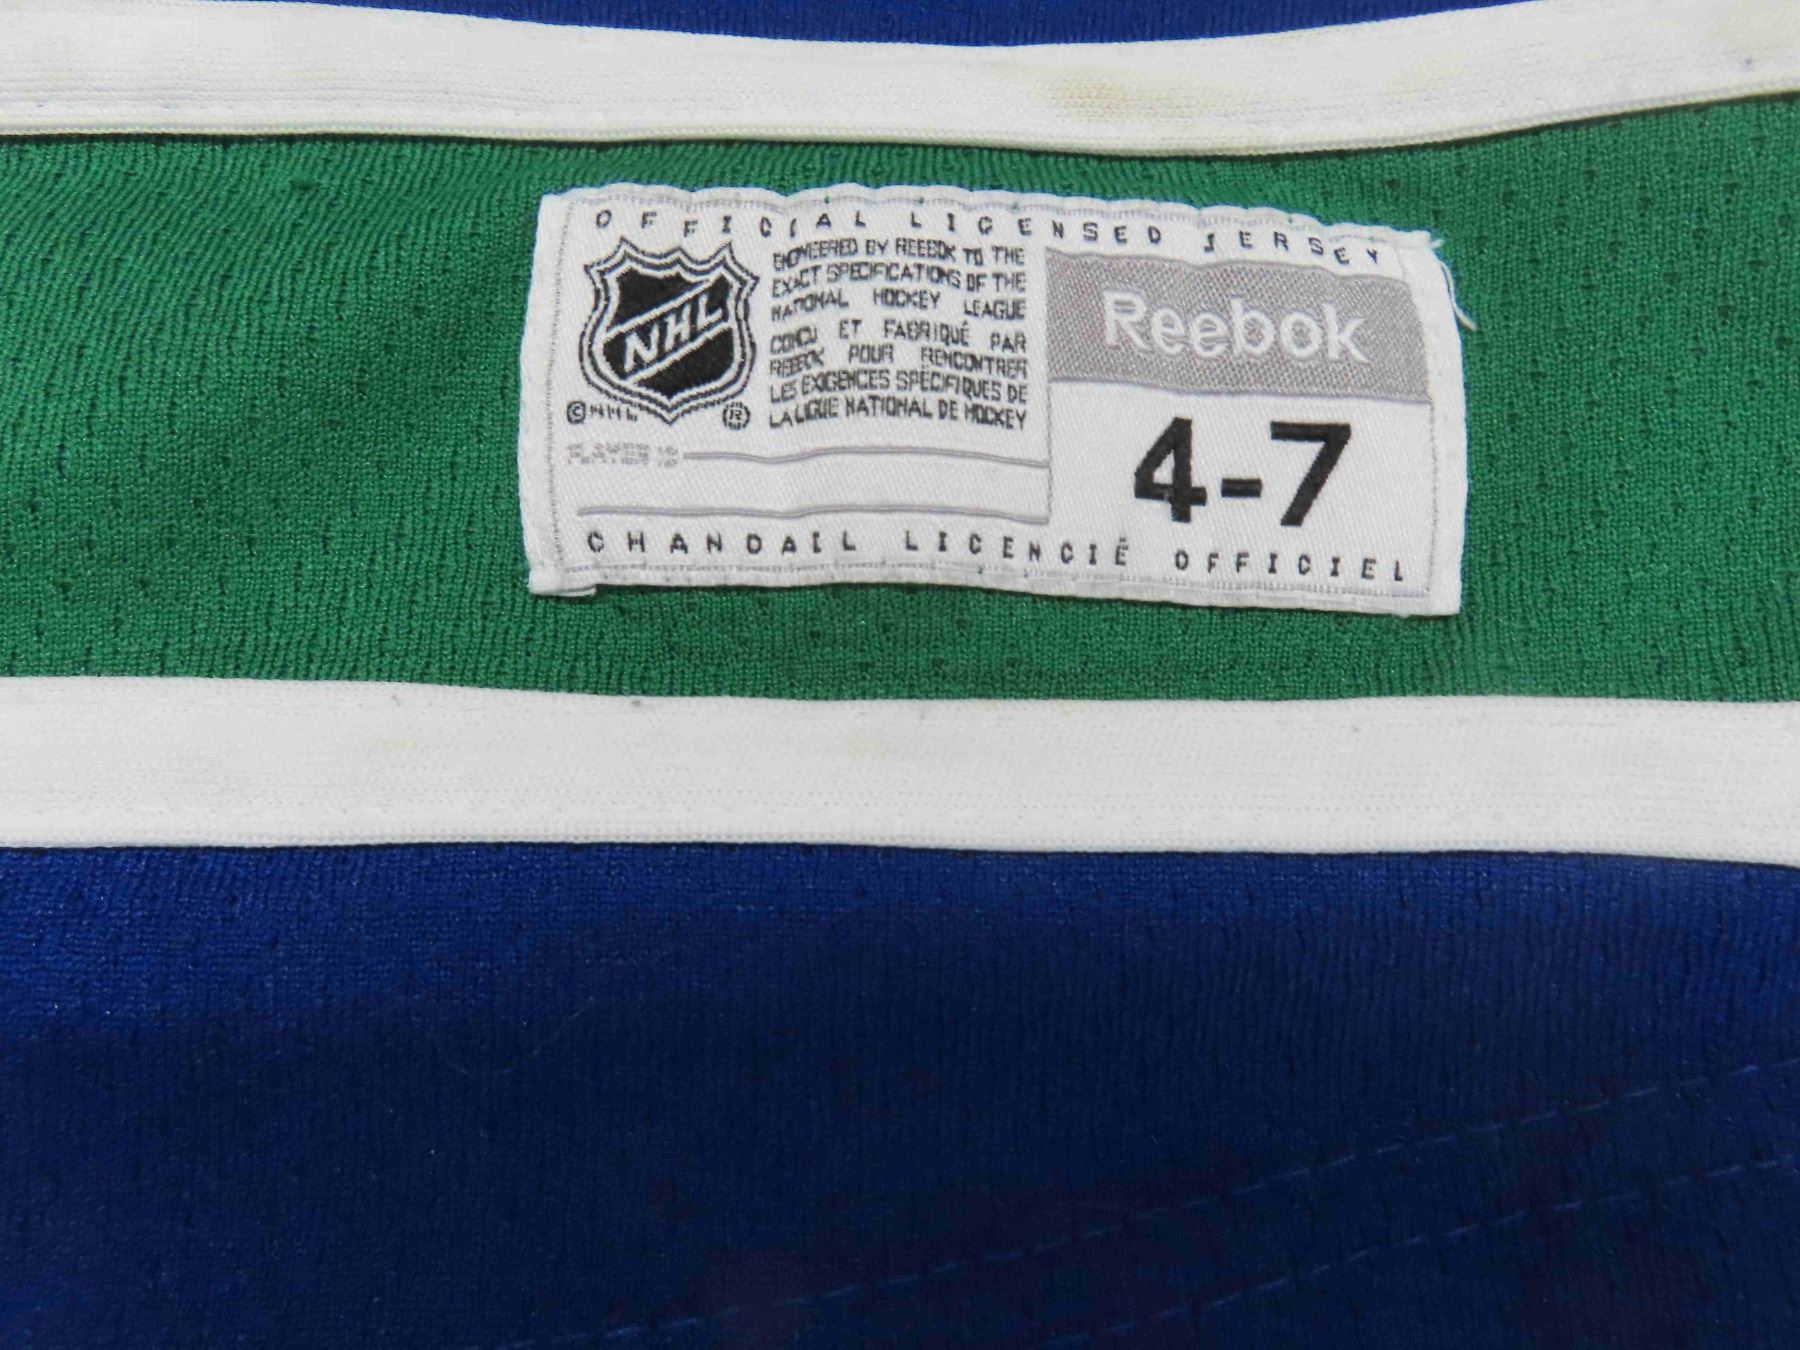 OFFICIAL LICENSED JERSEY
NHL
© NHL ®
ENGINEERED BY REEBOK TO THE
EXACT SPECIFICATIONS OF THE
NATIONAL HOCKEY LEAGUE
CONÇU ET FABRIQUÉ PAR
REEBOK POUR RENCONTRER
LES EXIGENCES SPÉCIFIQUES DE
LA LIGUE NATIONAL DE HOCKEY
PLAYER ID
Reebok
4-7
CHANDAIL LICENCIÉ OFFICIEL